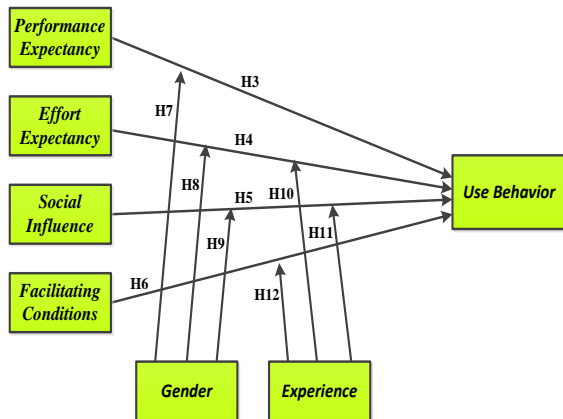 Performance
Expectancy
H3
H7
Effort
Expectancy
H4
H8
H10
Use Behavior
Social
Influence
H5
H9
H11
Facilitating
Conditions
H6
H12
Gender
Experience